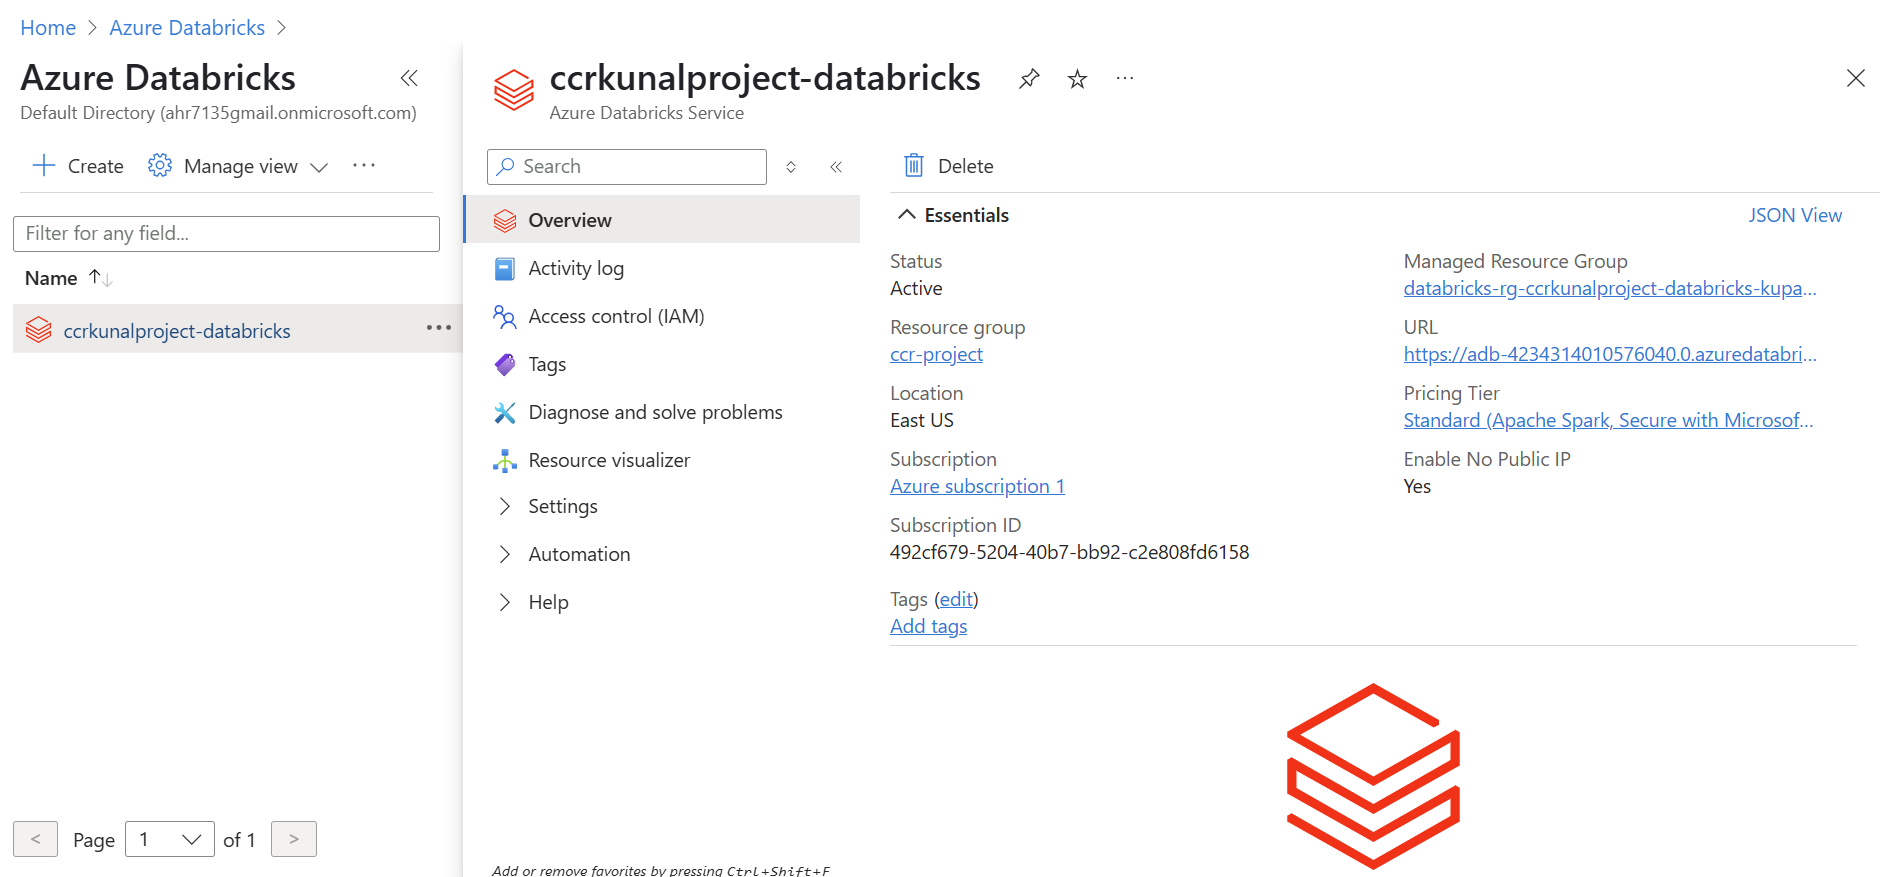 Home > Azure Databricks >
Azure Databricks
Default Directory (ahr7135gmail.onmicrosoft.com)
Create Manage view ...
Filter for any field...
Name
ccrkunalproject-databricks ...
< Page 1 of 1 >
ccrkunalproject-databricks ...
Azure Databricks Service
Search
Overview
Activity log
Access control (IAM)
Tags
Diagnose and solve problems
Resource visualizer
Settings
Automation
Help
Add or remove favorites by pressing Ctrl+Shift+F
Delete
Essentials
JSON View
Status
Active
Resource group
ccr-project
Location
East US
Subscription
Azure subscription 1
Subscription ID
492cf679-5204-40b7-bb92-c2e808fd6158
Managed Resource Group
databricks-rg-ccrkunalproject-databricks-kupa...
URL
https://adb-4234314010576040.0.azuredatabri...
Pricing Tier
Standard (Apache Spark, Secure with Microsof...
Enable No Public IP
Yes
Tags (edit)
Add tags